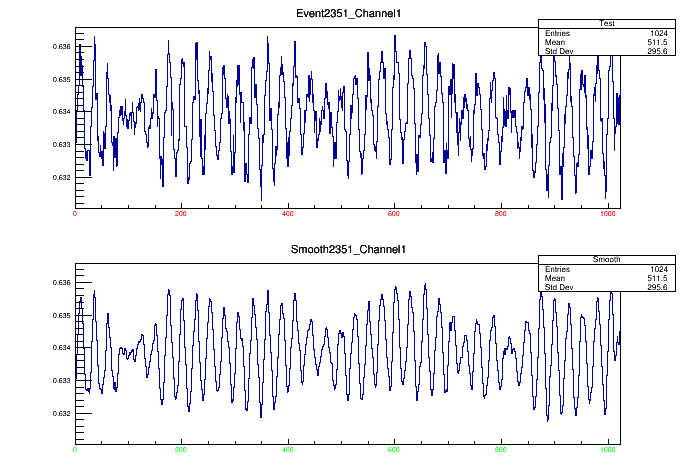 Event2351_Channel1
Test
Entries 1024
Mean 511.5
Std Dev 295.6
0.636
0.635
0.634
0.633
0.632
0 200 400 600 800 1000
Smooth2351_Channel1
Smooth
Entries 1024
Mean 511.5
Std Dev 295.6
0.636
0.635
0.634
0.633
0.632
0 200 400 600 800 1000